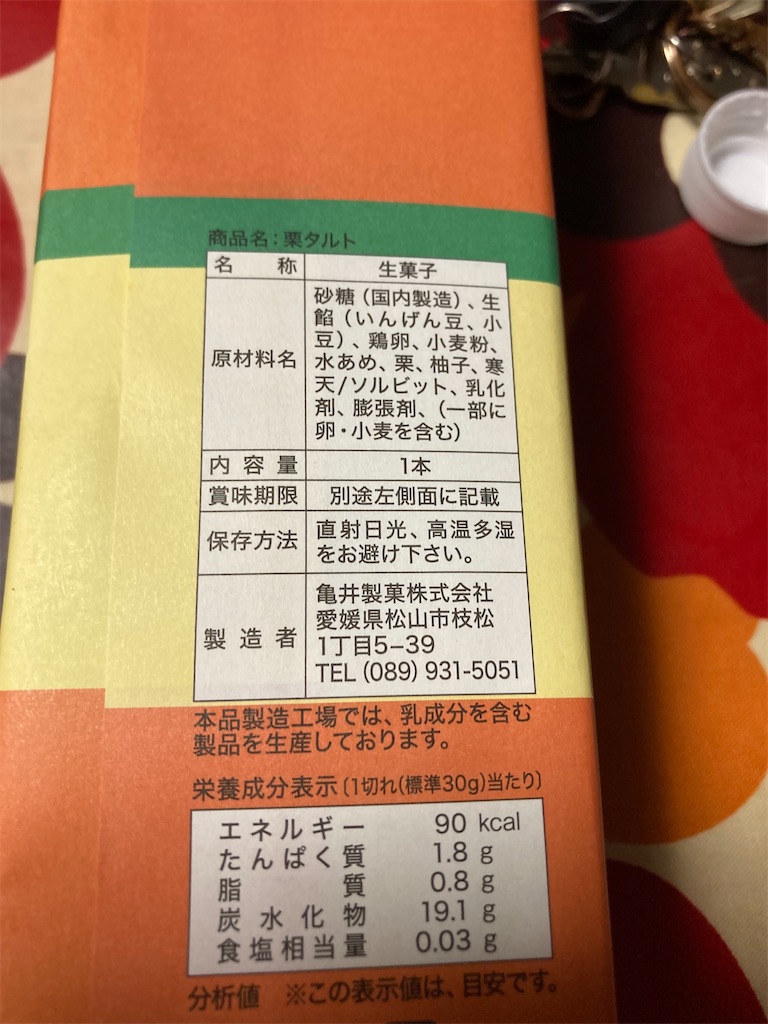 商品名:栗タルト
名称 生菓子
原材料名 砂糖(国内製造)、生
餡(いんげん豆、小
豆)、鶏卵、小麦粉、
水あめ、栗、柚子、寒
天/ソルビット、乳化
剤、膨張剤、(一部に
卵・小麦を含む)
内容量 1本
賞味期限 別途左側面に記載
保存方法 直射日光、高温多湿
をお避け下さい。
製造者 亀井製菓株式会社
愛媛県松山市枝松
1丁目5-39
TEL (089) 931-5051
本品製造工場では、乳成分を含む
製品を生産しております。
栄養成分表示〔1切れ(標準30g)当たり〕
エネルギー 90 kcal
たんぱく質 1.8 g
脂質 0.8 g
炭水化物 19.1 g
食塩相当量 0.03 g
分析値 ※この表示値は、目安です。